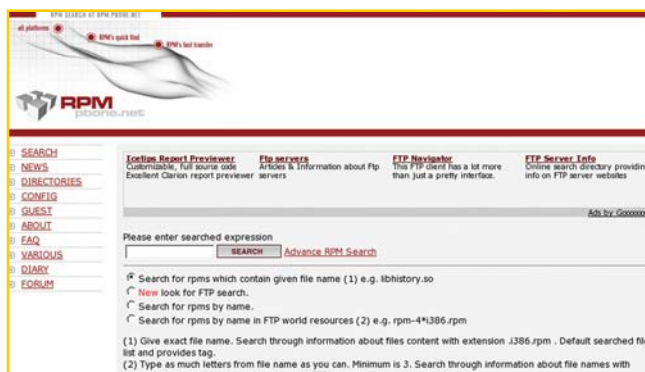 RPM SEARCH AT RPM.PBONE.NET
all platforms
RPM's quick find
RPM's fast transfer
RPM
pbone.net
SEARCH
NEWS
DIRECTORIES
CONFIG
GUEST
ABOUT
FAQ
VARIOUS
DIARY
FORUM
Icetips Report Previewer
Customizable, full source code
Excellent Clarion report previewer
Ftp servers
Articles & Information about Ftp
servers
FTP Navigator
This FTP client has a lot more
than just a pretty interface.
FTP Server Info
Online search directory providin
info on FTP server websites
Ads by Goooooo
Please enter searched expression
SEARCH Advance RPM Search
Search for rpms which contain given file name (1) e.g. libhistory.so
New look for FTP search.
Search for rpms by name.
Search for rpms by name in FTP world resources (2) e.g. rpm-4*i386.rpm
(1) Give exact file name. Search through information about files content with extension .i386.rpm . Default searched file
list and provides tag.
(2) Type as much letters from file name as you can. Minimum is 3. Search through information about file names with